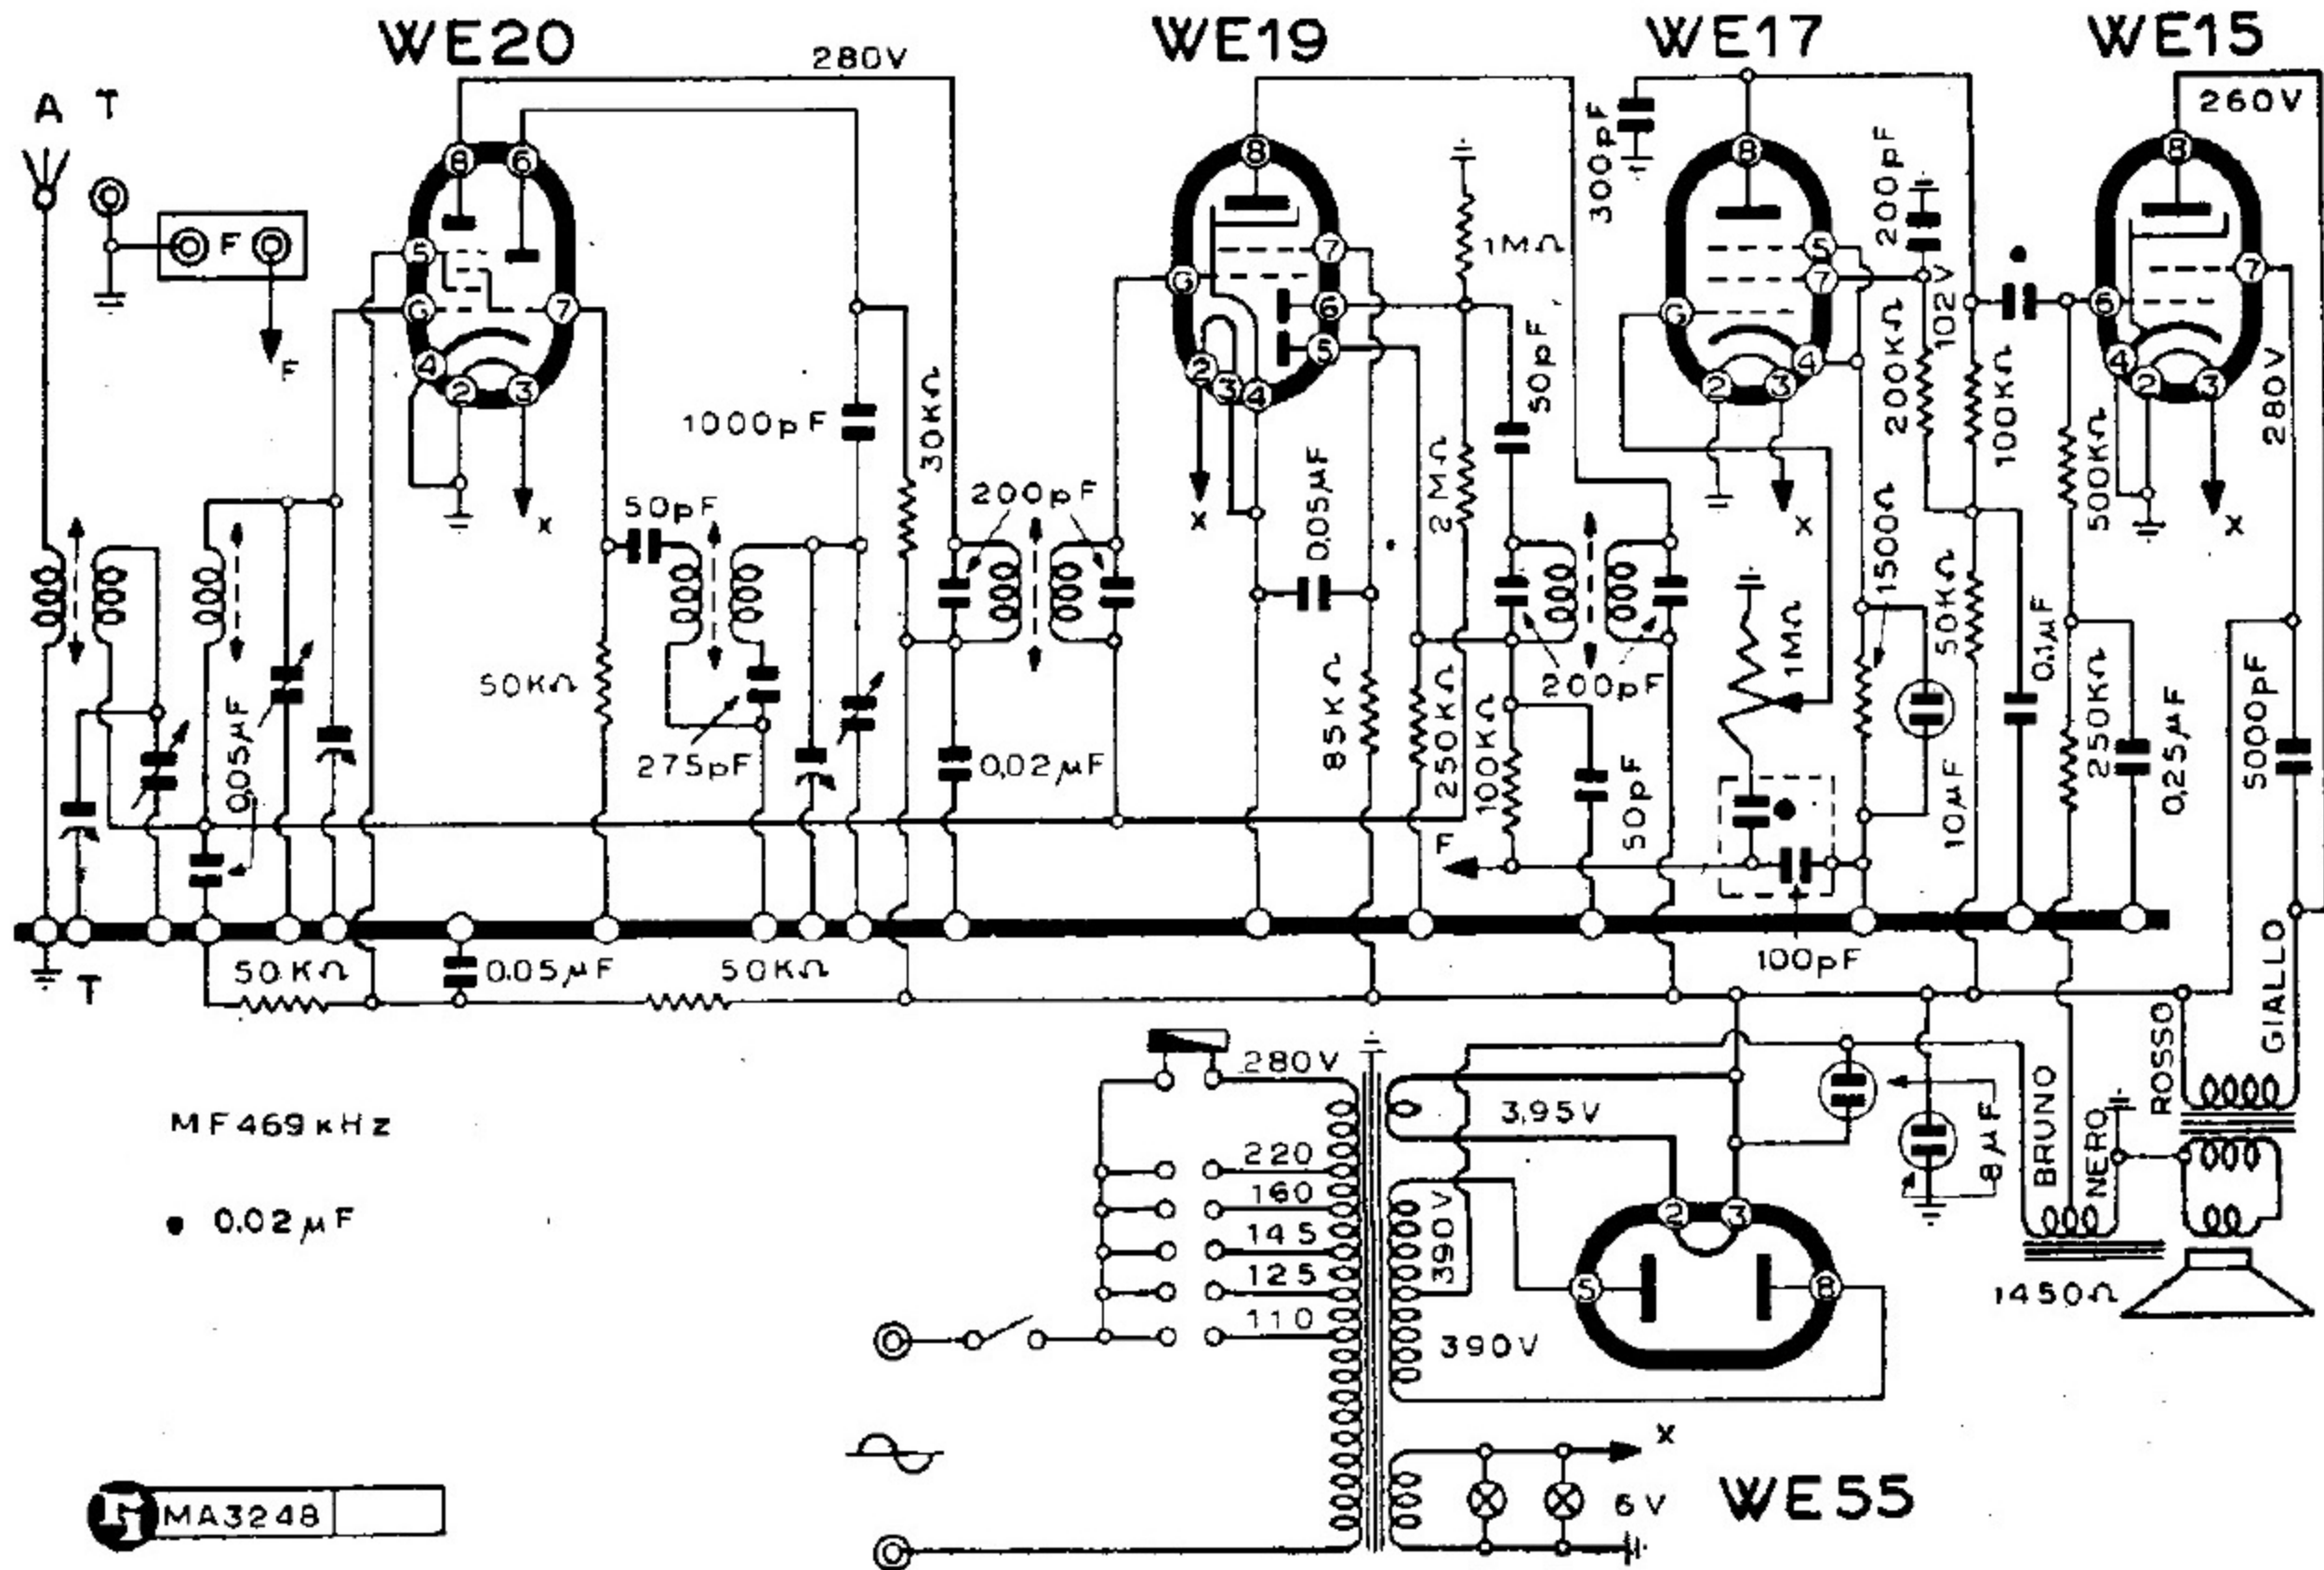 WE20
WE19
WE17
WE15
280V
260V
A T
F
F
8 6 5 G 7 4 2 3
8 G 7 6 5 2 3 4
8 5 7 G 4 2 3
8 7 6 4 2 3
300pF
1MΩ
200pF
102V
200KΩ
100KΩ
50pF
280V
1000pF
30KΩ
50pF
200pF
2MΩ
0,05μF
500KΩ
1500Ω
X
X
X
X
50KΩ
275pF
0,05μF
0,02μF
85KΩ
250KΩ
100KΩ
50pF
200pF
1MΩ
10μF
50KΩ
0.1μF
250KΩ
0,25μF
5000pF
F
100pF
T
50KΩ
0.05μF
50KΩ
ROSSO
GIALLO
BRUNO
NERO
280V
220
160
145
125
110
3,95V
390V
390V
8μF
2 3
5 8
1450Ω
MF469KHz
• 0.02μF
X
6V
WE55
MA3248